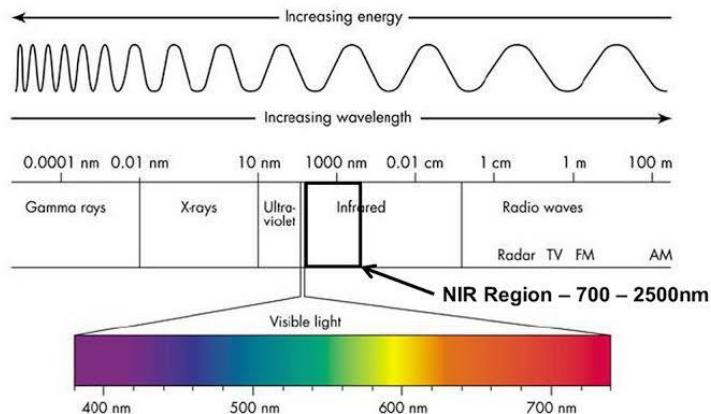 Increasing energy
Increasing wavelength
0.0001 nm 0.01 nm 10 nm 1000 nm 0.01 cm 1 cm 1 m 100 m
Gamma rays X-rays Ultra- Infrared Radio waves
violet
Radar TV FM AM
NIR Region – 700 – 2500nm
Visible light
400 nm 500 nm 600 nm 700 nm